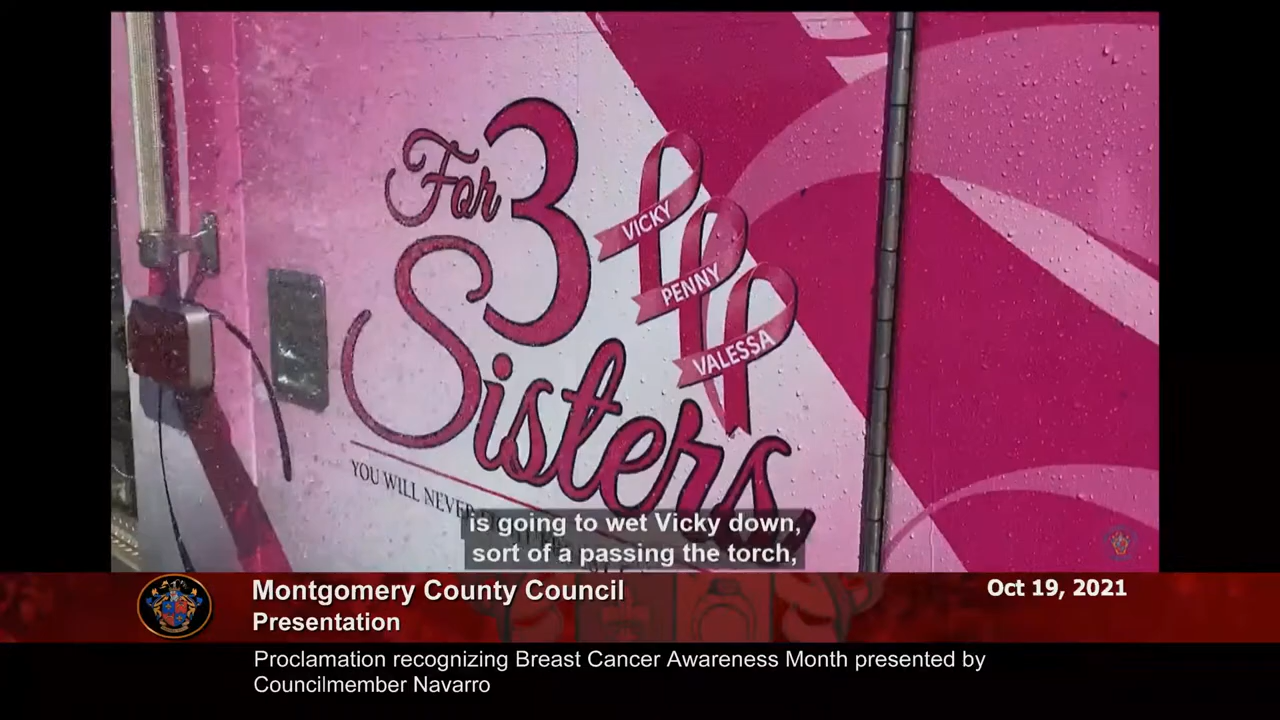 For 3
Sisters
VICKY
PENNY
VALESSA
YOU WILL NEVER
is going to wet Vicky down,
sort of a passing the torch,
Montgomery County Council
Presentation
Oct 19, 2021
Proclamation recognizing Breast Cancer Awareness Month presented by
Councilmember Navarro